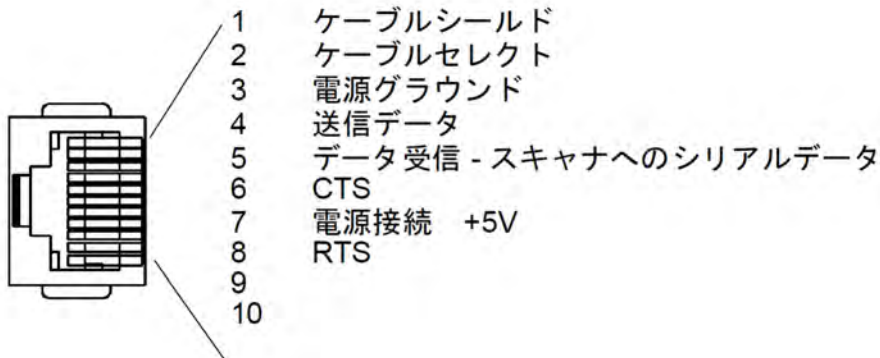 1 ケーブルシールド
2 ケーブルセレクト
3 電源グラウンド
4 送信データ
5 データ受信 - スキャナへのシリアルデータ
6 CTS
7 電源接続 +5V
8 RTS
9
10